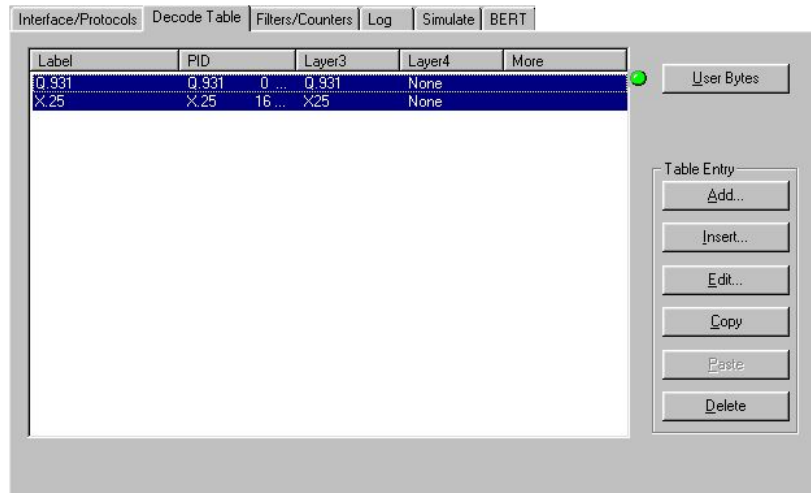 Interface/Protocols Decode Table Filters/Counters Log Simulate BERT
Label PID Layer3 Layer4 More
Q.931 Q.931 0 ... Q.931 None
X.25 X.25 16 ... X25 None
User Bytes
Table Entry
Add...
Insert...
Edit...
Copy
Paste
Delete